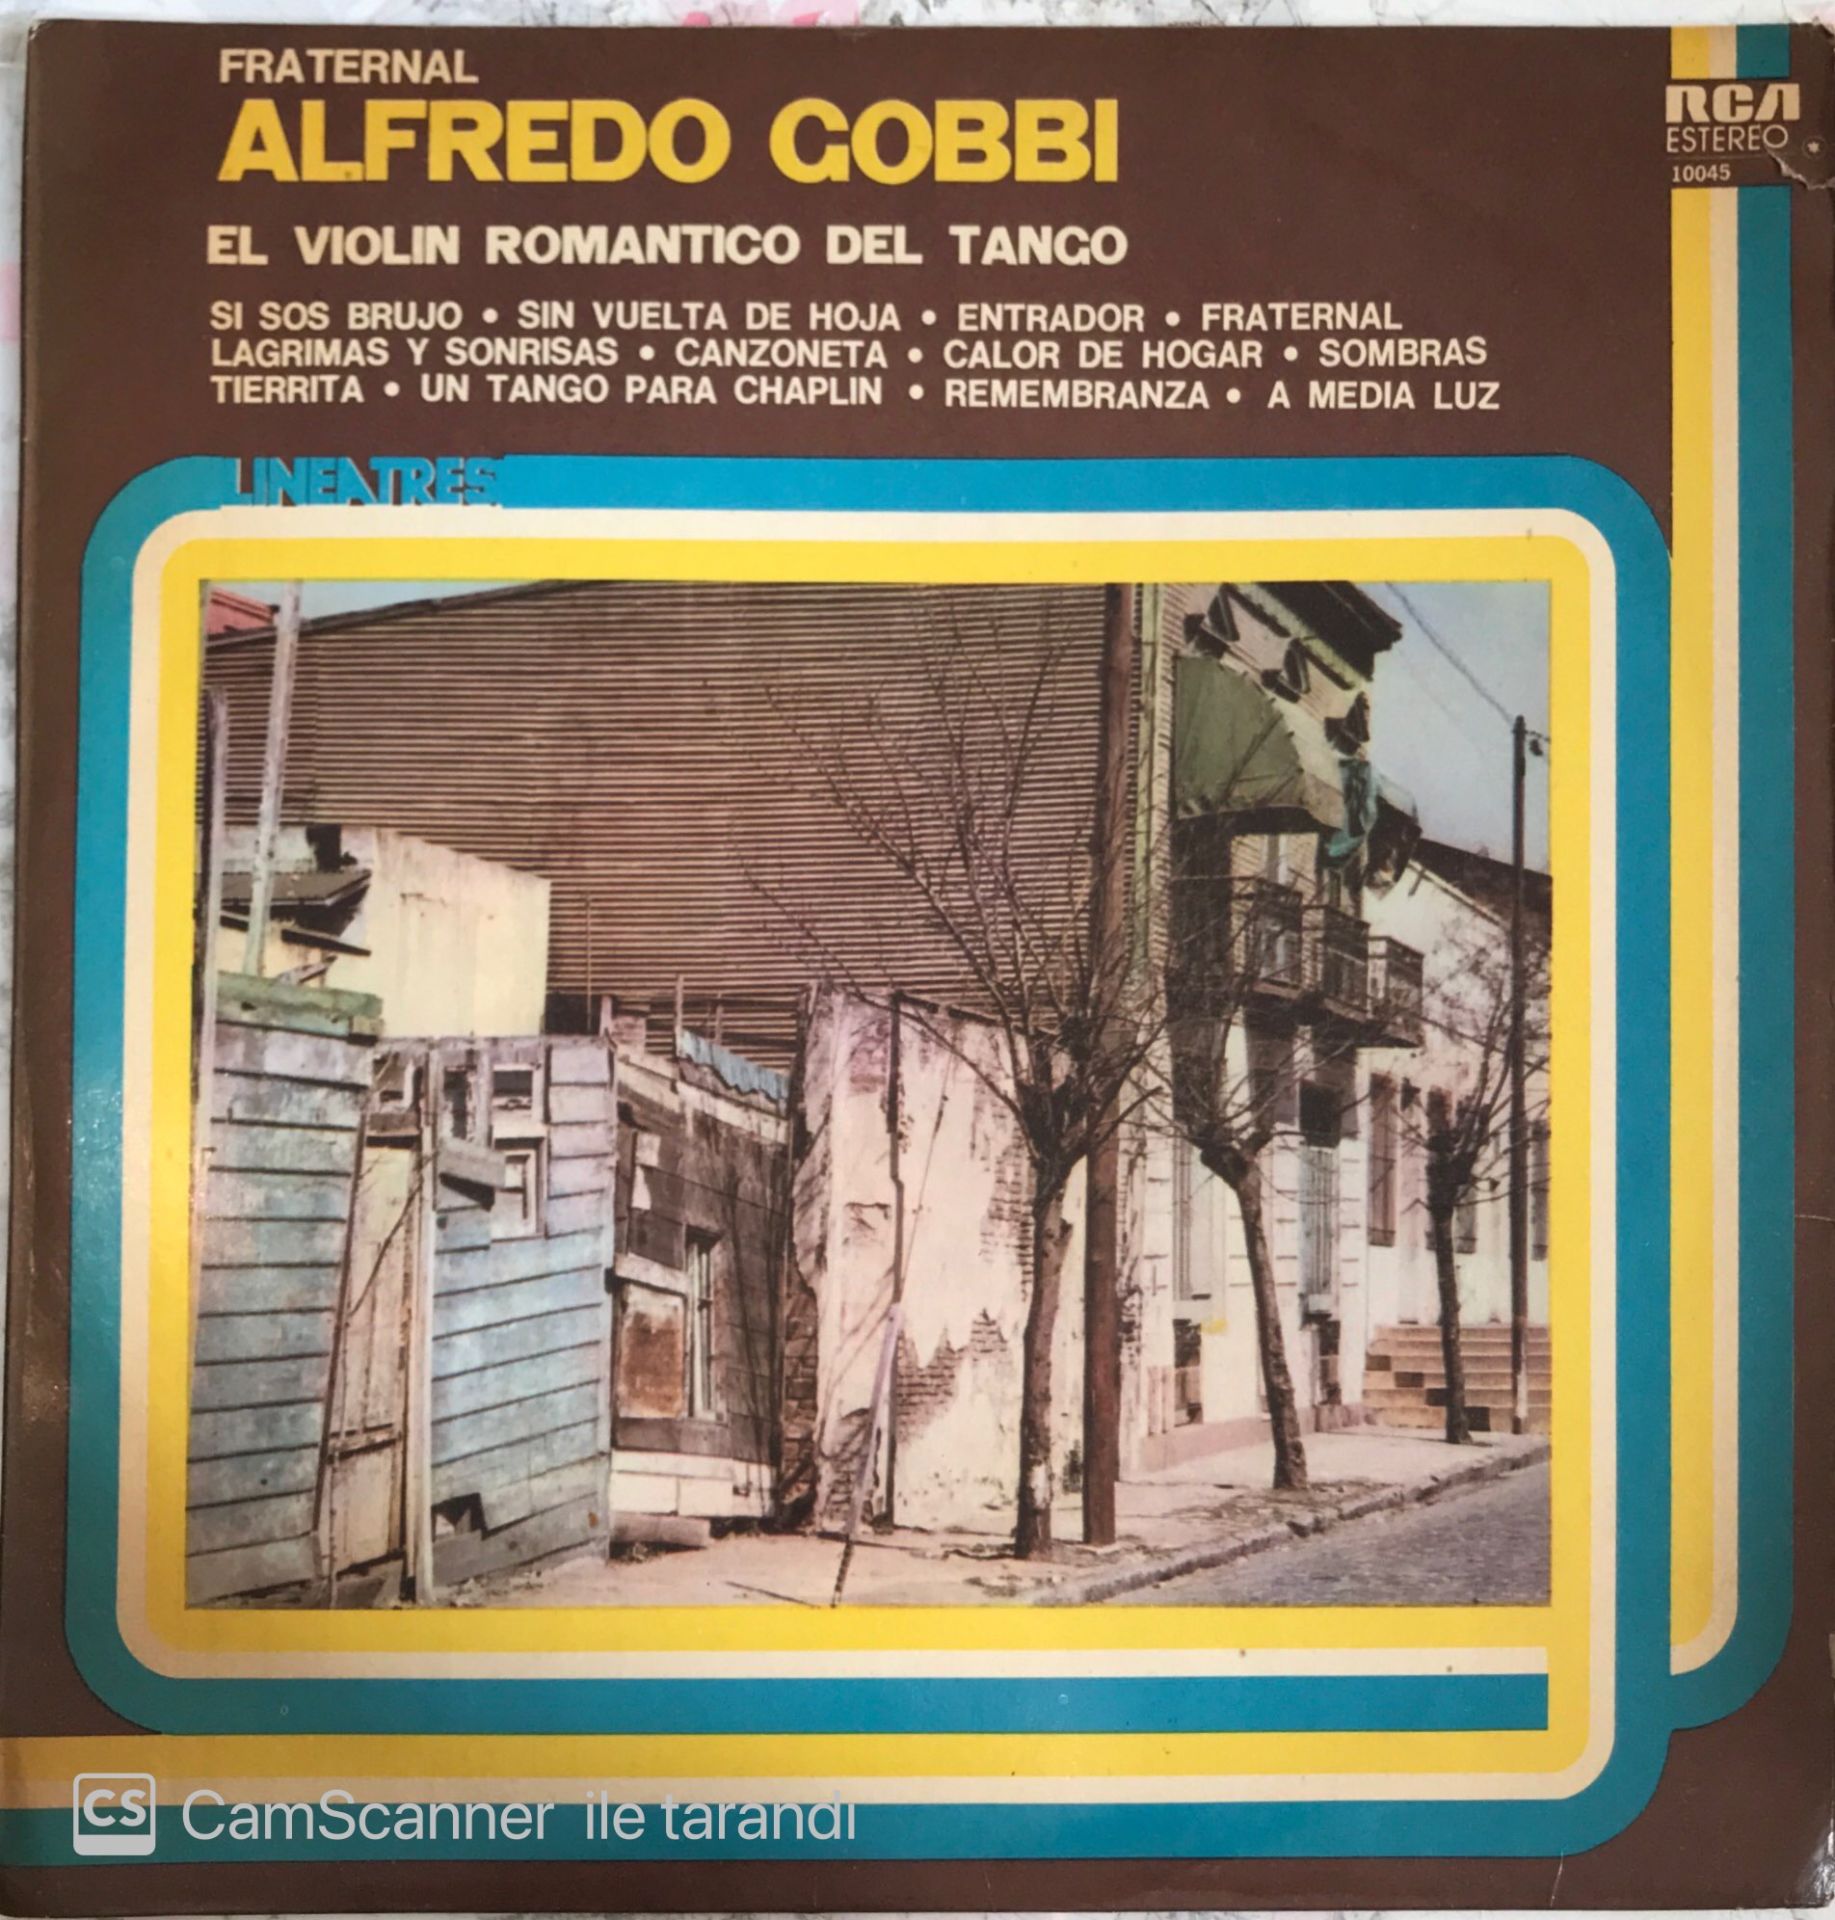 FRATERNAL
ALFREDO GOBBI
EL VIOLIN ROMANTICO DEL TANGO
SI SOS BRUJO • SIN VUELTA DE HOJA • ENTRADOR • FRATERNAL
LAGRIMAS Y SONRISAS • CANZONETA • CALOR DE HOGAR • SOMBRAS
TIERRITA • UN TANGO PARA CHAPLIN • REMEMBRANZA • A MEDIA LUZ
RCA
ESTEREO
10045
LINEATRES
CS CamScanner ile tarandı